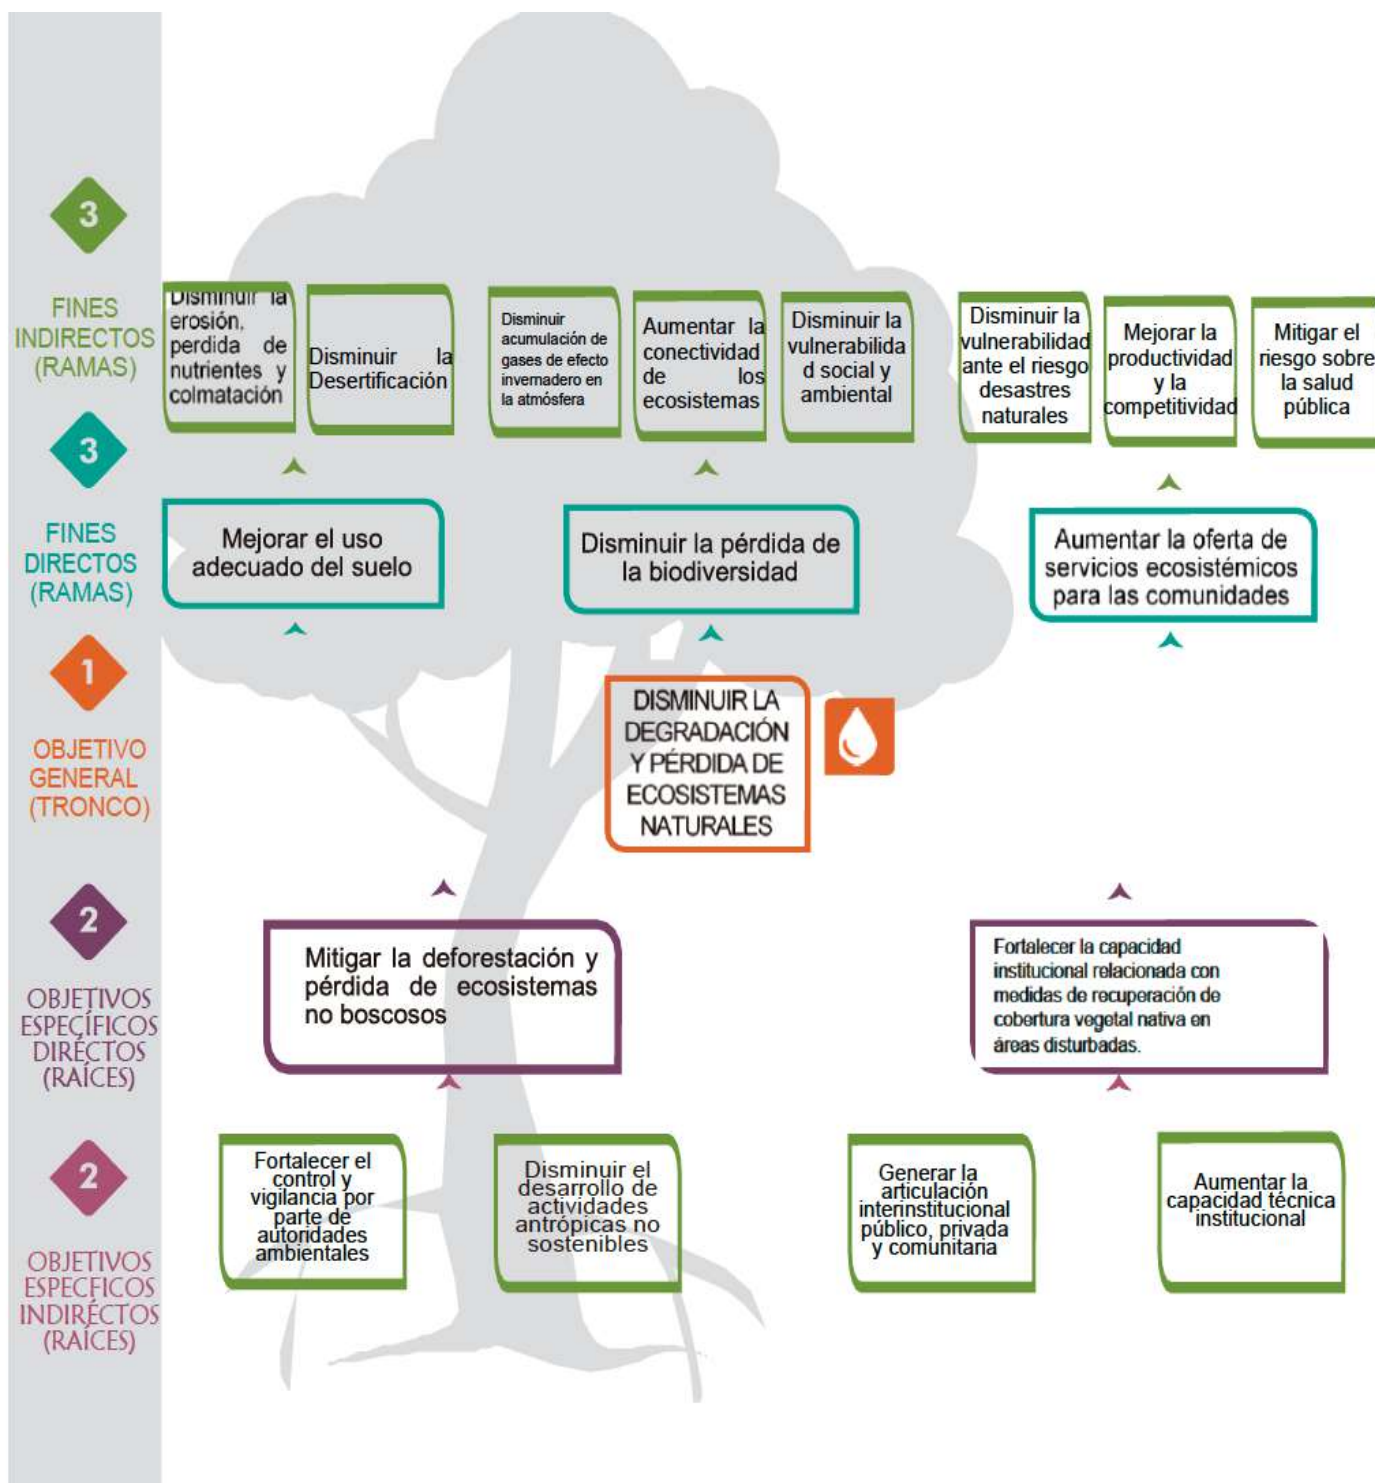 3
FINES
INDIRECTOS
(RAMAS)
Disminuir la
erosión,
perdida de
nutrientes y
colmatación
Disminuir la
Desertificación
Disminuir
acumulación de
gases de efecto
invernadero en
la atmósfera
Aumentar la
conectividad
de los
ecosistemas
Disminuir la
vulnerabilida
d social y
ambiental
Disminuir la
vulnerabilidad
ante el riesgo
desastres
naturales
Mejorar la
productividad
y la
competitividad
Mitigar el
riesgo sobre
la salud
pública
3
FINES
DIRECTOS
(RAMAS)
Mejorar el uso
adecuado del suelo
Disminuir la pérdida de
la biodiversidad
Aumentar la oferta de
servicios ecosistémicos
para las comunidades
1
OBJETIVO
GENERAL
(TRONCO)
DISMINUIR LA
DEGRADACIÓN
Y PÉRDIDA DE
ECOSISTEMAS
NATURALES
2
OBJETIVOS
ESPECÍFICOS
DIRÉCTOS
(RAÍCES)
Mitigar la deforestación y
pérdida de ecosistemas
no boscosos
Fortalecer la capacidad
institucional relacionada con
medidas de recuperación de
cobertura vegetal nativa en
áreas disturbadas.
2
OBJETIVOS
ESPECFICOS
INDIRÉCTOS
(RAÍCES)
Fortalecer el
control y
vigilancia por
parte de
autoridades
ambientales
Disminuir el
desarrollo de
actividades
antrópicas no
sostenibles
Generar la
articulación
interinstitucional
público, privada
y comunitaria
Aumentar la
capacidad técnica
institucional